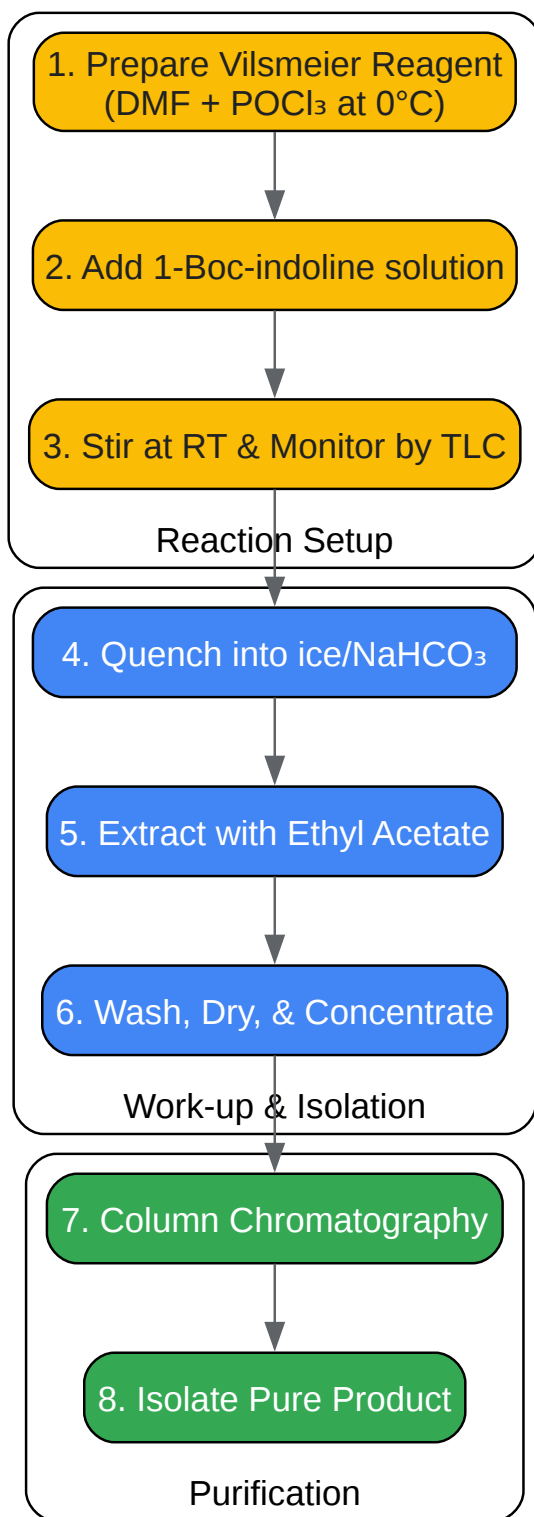 1. Prepare Vilsmeier Reagent
(DMF + POCl₃ at 0°C)
2. Add 1-Boc-indoline solution
3. Stir at RT & Monitor by TLC
Reaction Setup
4. Quench into ice/NaHCO₃
5. Extract with Ethyl Acetate
6. Wash, Dry, & Concentrate
Work-up & Isolation
7. Column Chromatography
8. Isolate Pure Product
Purification